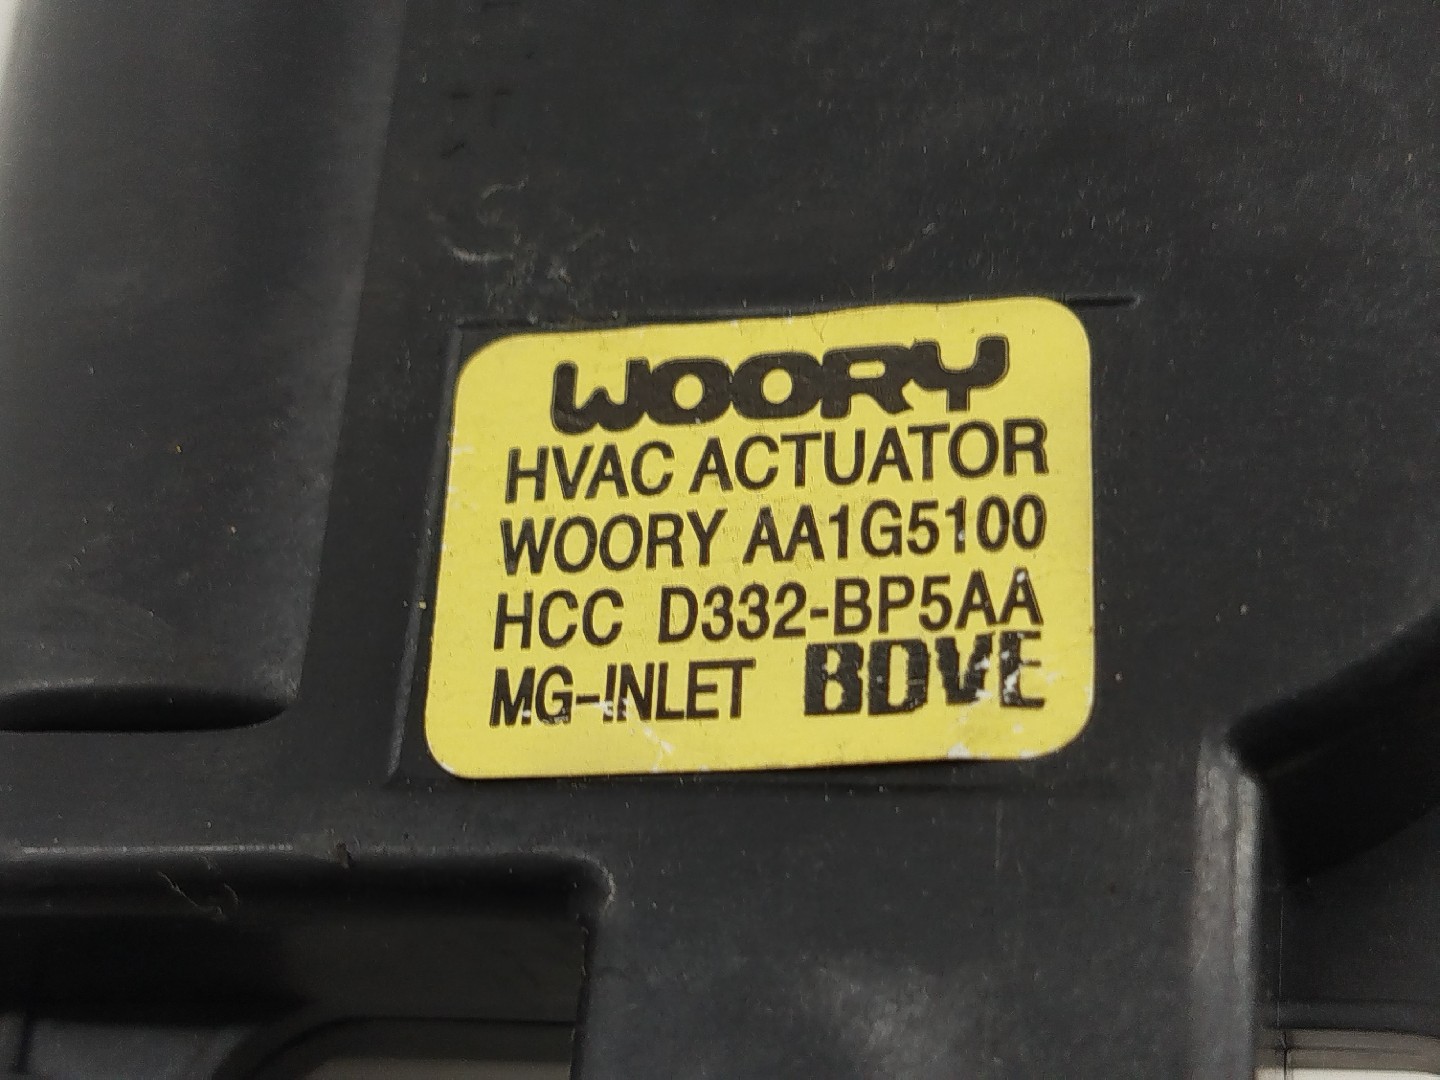 WOORY
HVAC ACTUATOR
WOORY AA1G5100
HCC D332-BP5AA
MG-INLET BDVE